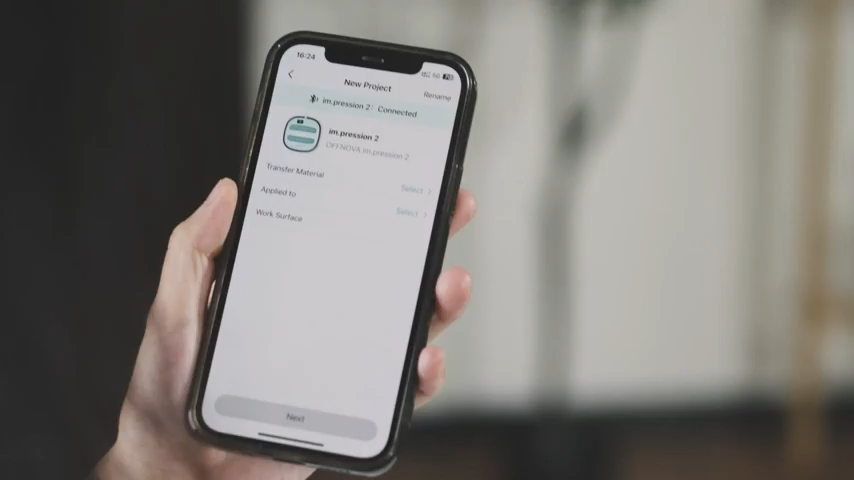 16:24
5G
New Project
Rename
im.pression 2: Connected
im.pression 2
OFFNOVA im.pression 2
Transfer Material
Select
Applied to
Select
Work Surface
Next